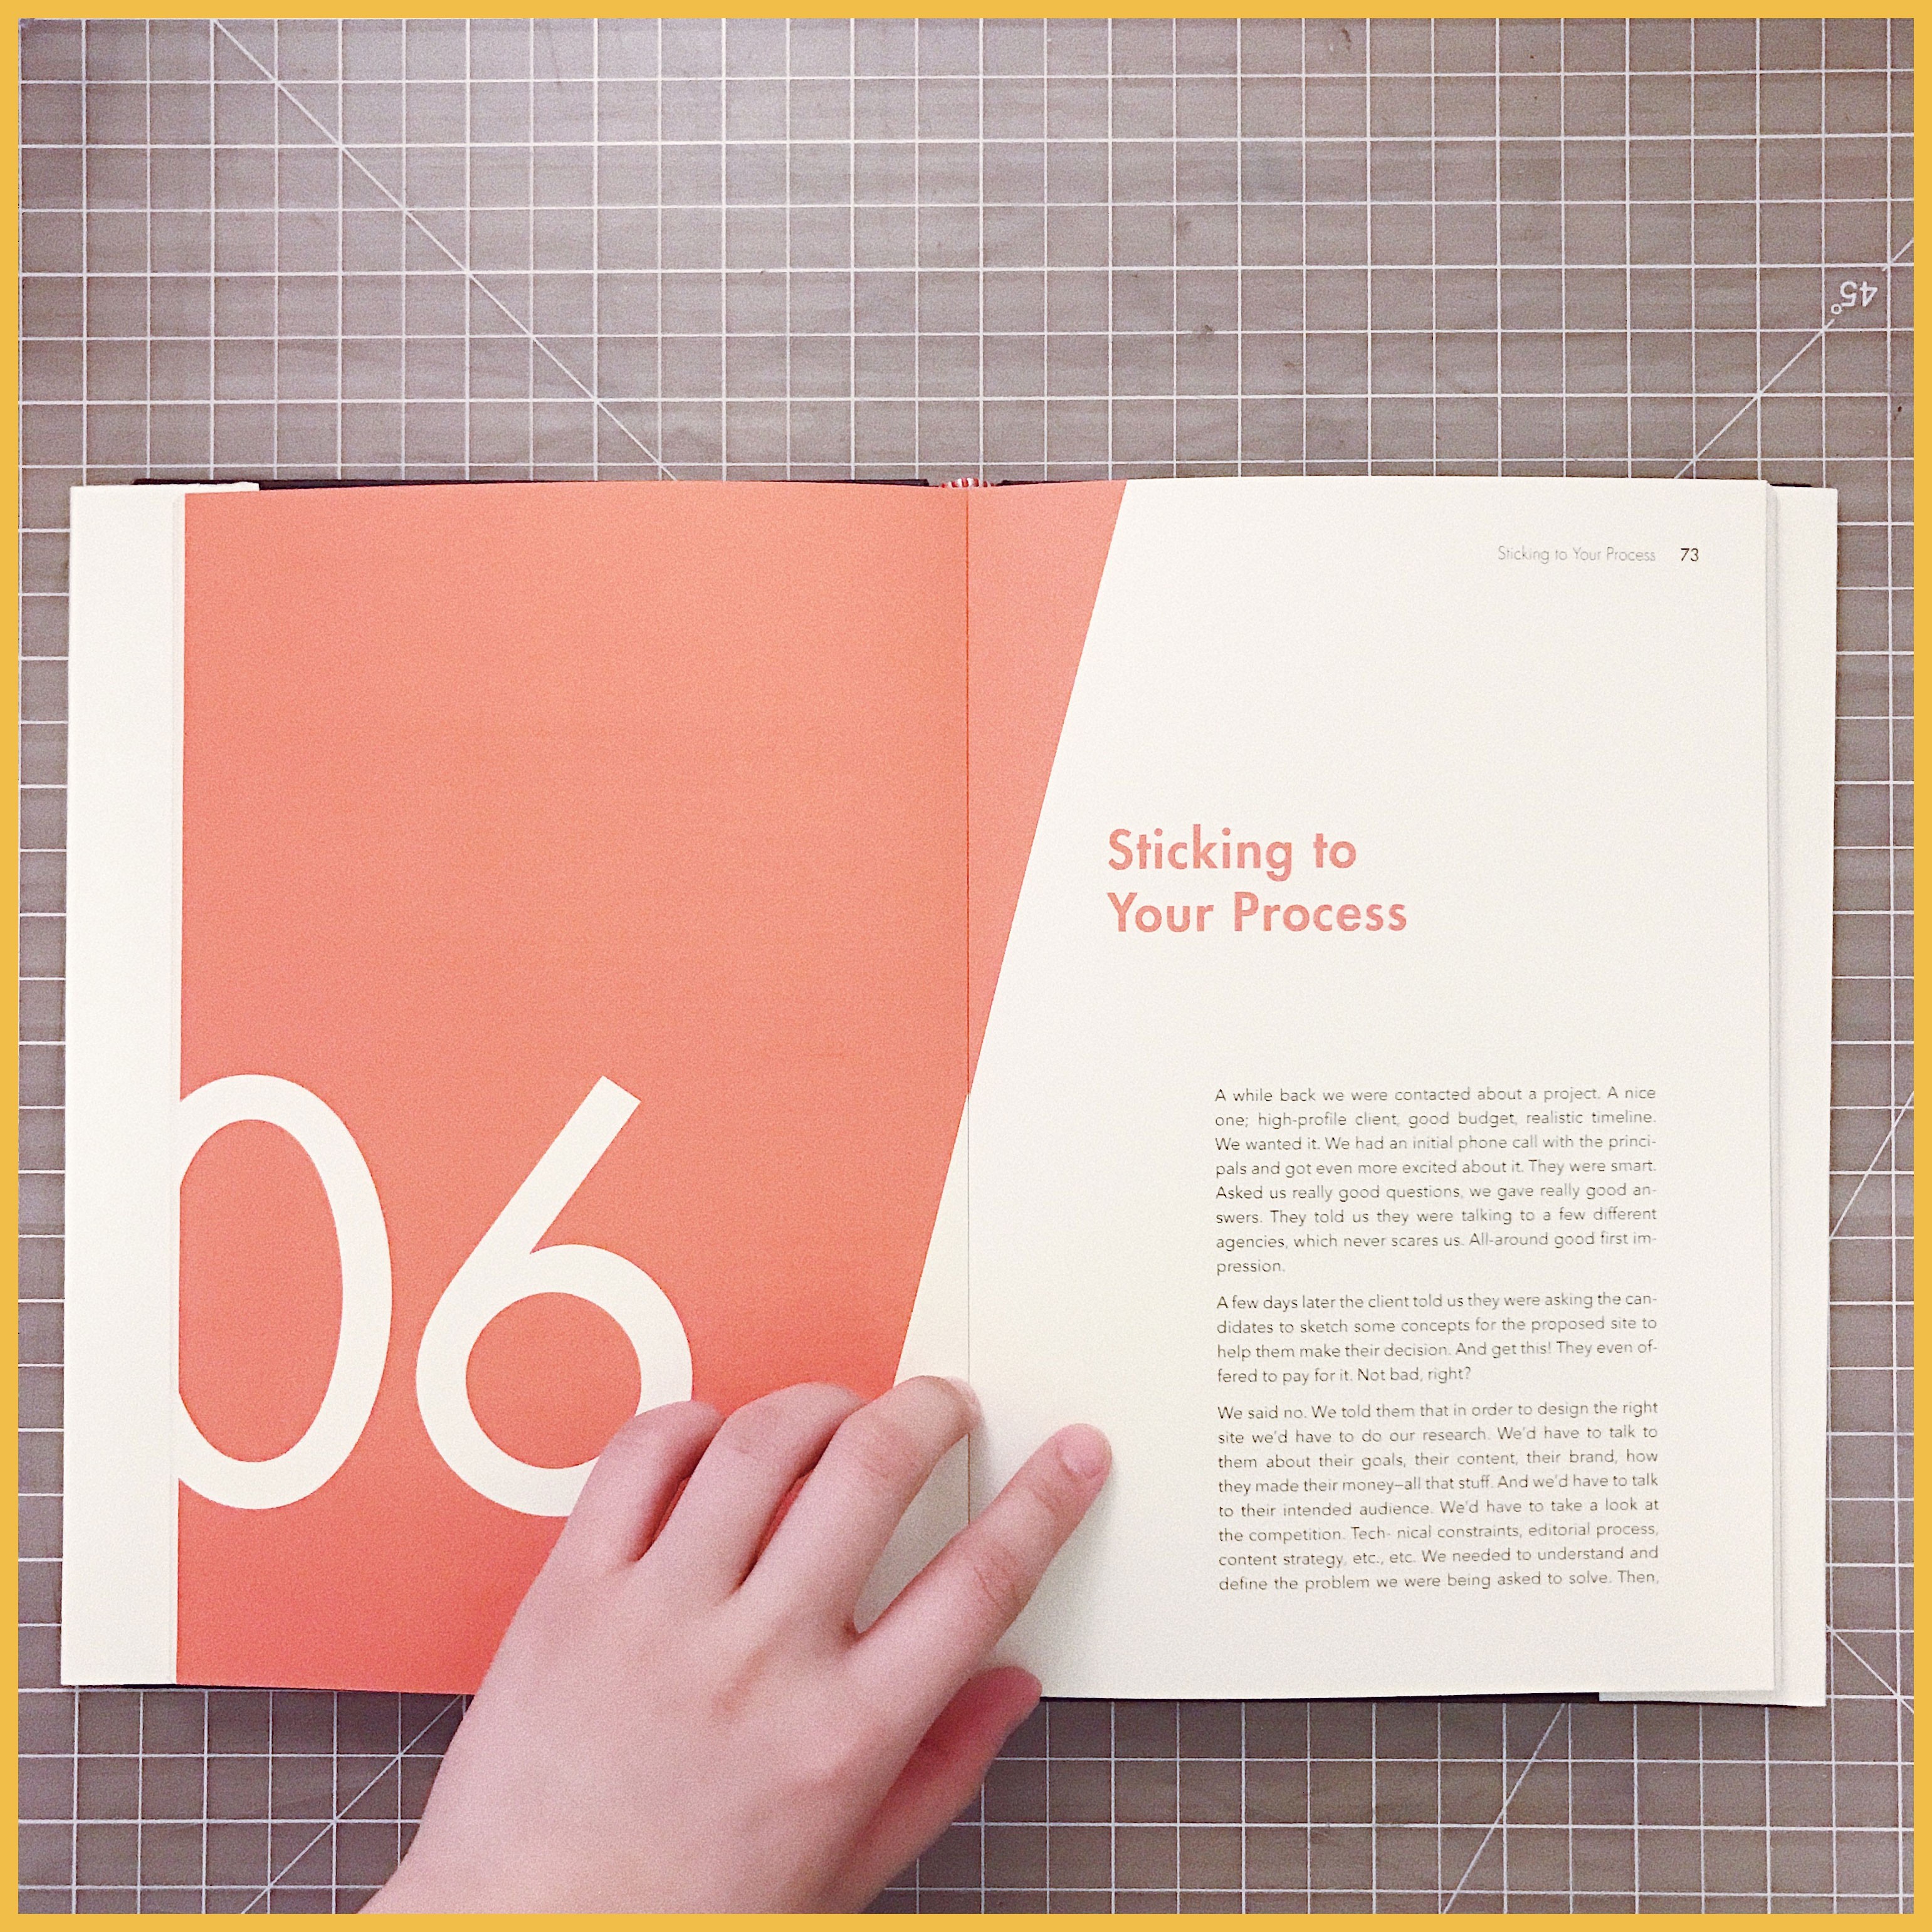 45°
Sticking to Your Process 73
06
Sticking to
Your Process
A while back we were contacted about a project. A nice
one; high-profile client, good budget, realistic timeline.
We wanted it. We had an initial phone call with the princi-
pals and got even more excited about it. They were smart.
Asked us really good questions, we gave really good an-
swers. They told us they were talking to a few different
agencies, which never scares us. All-around good first im-
pression.
A few days later the client told us they were asking the can-
didates to sketch some concepts for the proposed site to
help them make their decision. And get this! They even of-
fered to pay for it. Not bad, right?
We said no. We told them that in order to design the right
site we'd have to do our research. We'd have to talk to
them about their goals, their content, their brand, how
they made their money—all that stuff. And we'd have to talk
to their intended audience. We'd have to take a look at
the competition. Tech- nical constraints, editorial process,
content strategy, etc., etc. We needed to understand and
define the problem we were being asked to solve. Then,